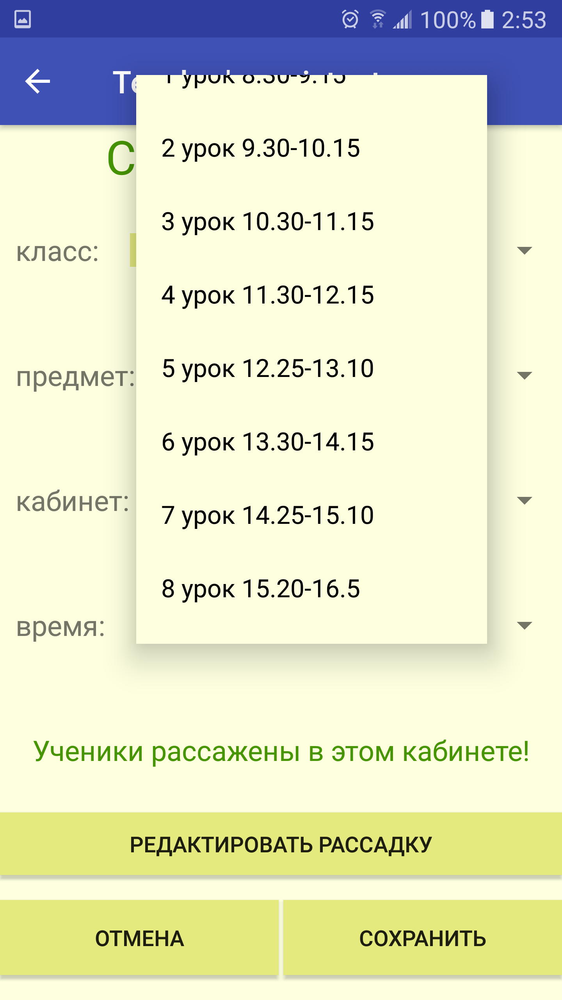 100% 2:53
1 урок 8.30-9.15
2 урок 9.30-10.15
3 урок 10.30-11.15
класс:
4 урок 11.30-12.15
5 урок 12.25-13.10
предмет:
6 урок 13.30-14.15
кабинет:
7 урок 14.25-15.10
8 урок 15.20-16.5
время:
Ученики рассажены в этом кабинете!
РЕДАКТИРОВАТЬ РАССАДКУ
ОТМЕНА
СОХРАНИТЬ